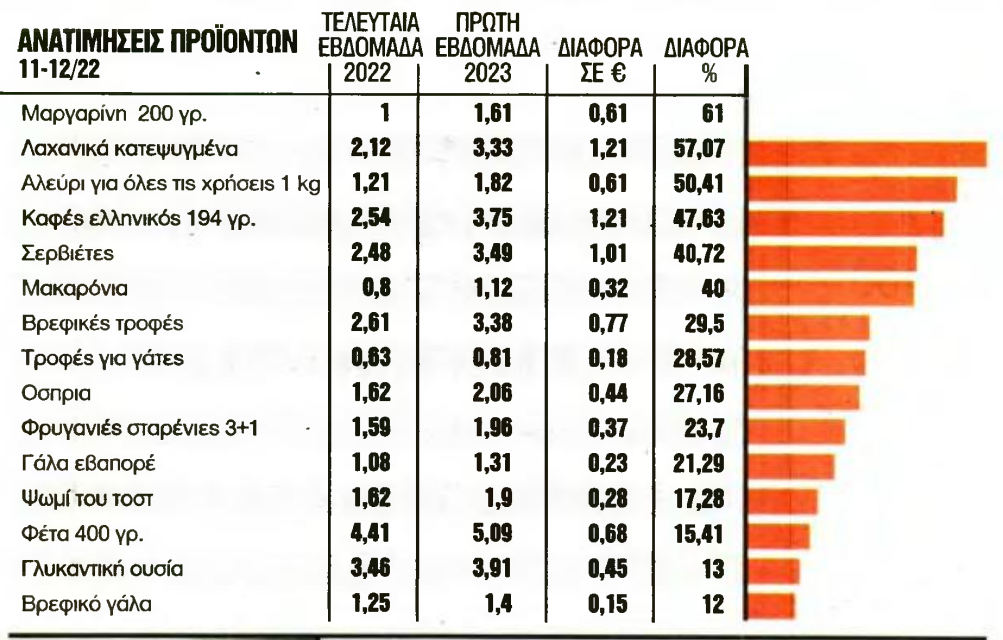 ΑΝΑΤΙΜΗΣΕΙΣ ΠΡΟΪΟΝΤΩΝ
11-12/22
ΤΕΛΕΥΤΑΙΑ ΕΒΔΟΜΑΔΑ 2022
ΠΡΩΤΗ ΕΒΔΟΜΑΔΑ 2023
ΔΙΑΦΟΡΑ ΣΕ €
ΔΙΑΦΟΡΑ %
Μαργαρίνη 200 γρ. 1 1,61 0,61 61
Λαχανικά κατεψυγμένα 2,12 3,33 1,21 57,07
Αλεύρι για όλες τις χρήσεις 1 kg 1,21 1,82 0,61 50,41
Καφές ελληνικός 194 γρ. 2,54 3,75 1,21 47,63
Σερβιέτες 2,48 3,49 1,01 40,72
Μακαρόνια 0,8 1,12 0,32 40
Βρεφικές τροφές 2,61 3,38 0,77 29,5
Τροφές για γάτες 0,63 0,81 0,18 28,57
Οσπρια 1,62 2,06 0,44 27,16
Φρυγανιές σταρένιες 3+1 1,59 1,96 0,37 23,7
Γάλα εβαπορέ 1,08 1,31 0,23 21,29
Ψωμί του τοστ 1,62 1,9 0,28 17,28
Φέτα 400 γρ. 4,41 5,09 0,68 15,41
Γλυκαντική ουσία 3,46 3,91 0,45 13
Βρεφικό γάλα 1,25 1,4 0,15 12